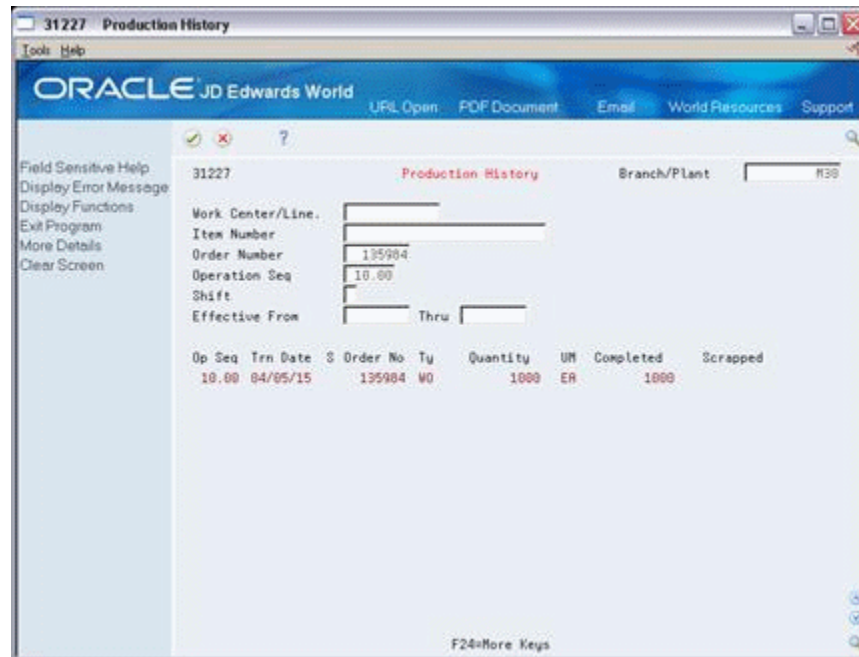 31227 Production History
Tools Help
ORACLE JD Edwards World
URL Open PDF Document Email World Resources Support
?
Field Sensitive Help
Display Error Message
Display Functions
Exit Program
More Details
Clear Screen
31227 Production History Branch/Plant M30
Work Center/Line.
Item Number
Order Number 135984
Operation Seq 10.00
Shift
Effective From Thru
Op Seq Trn Date S Order No Ty Quantity UM Completed Scrapped
10.00 04/05/15 135984 WO 1000 EA 1000
F24=More Keys